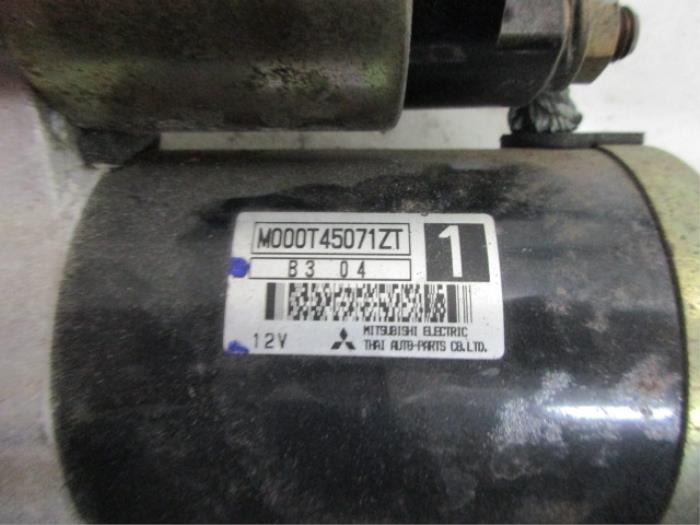 M000T45071ZT 1
B3 04
12V MITSUBISHI ELECTRIC
THAI AUTO-PARTS CO.LTD.